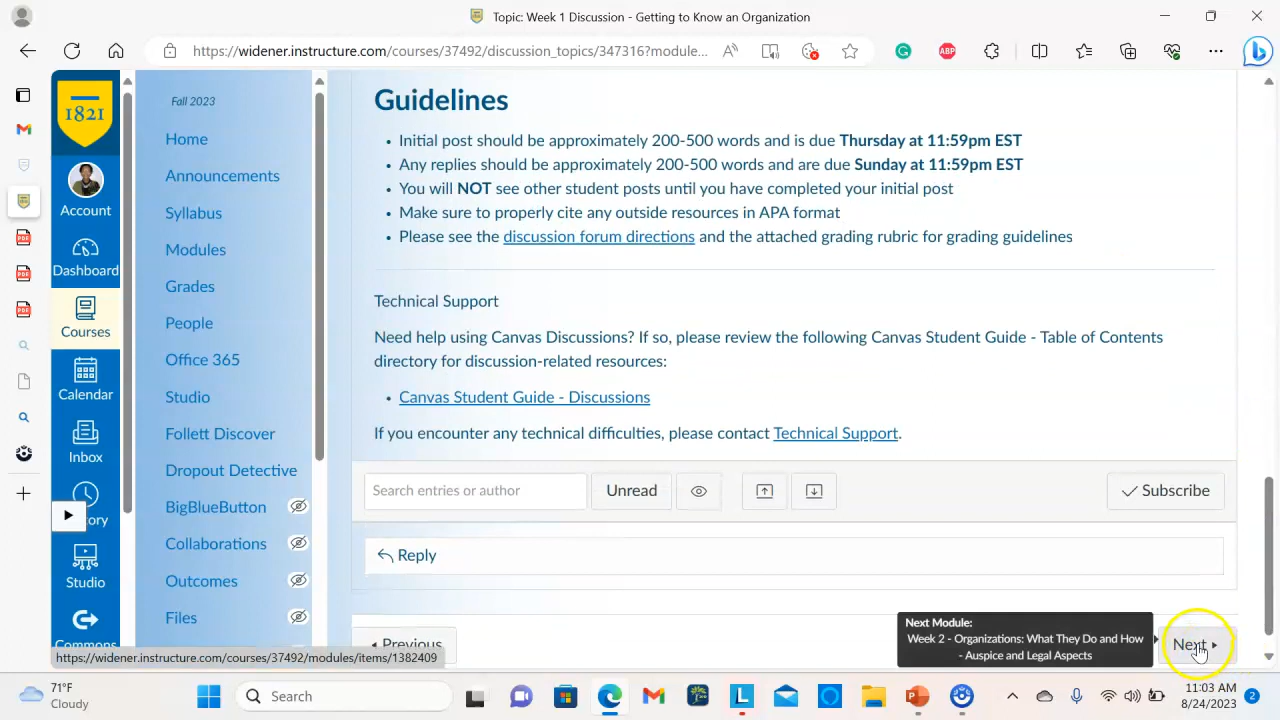 Topic: Week 1 Discussion - Getting to Know an Organization
https://widener.instructure.com/courses/37492/discussion_topics/347316?module...
ABP
1821
Account
Dashboard
Courses
Calendar
Inbox
tory
Studio
Commons
Fall 2023
Home
Announcements
Syllabus
Modules
Grades
People
Office 365
Studio
Follett Discover
Dropout Detective
BigBlueButton
Collaborations
Outcomes
Files
Guidelines
• Initial post should be approximately 200-500 words and is due Thursday at 11:59pm EST
• Any replies should be approximately 200-500 words and are due Sunday at 11:59pm EST
• You will NOT see other student posts until you have completed your initial post
• Make sure to properly cite any outside resources in APA format
• Please see the discussion forum directions and the attached grading rubric for grading guidelines
Technical Support
Need help using Canvas Discussions? If so, please review the following Canvas Student Guide - Table of Contents
directory for discussion-related resources:
• Canvas Student Guide - Discussions
If you encounter any technical difficulties, please contact Technical Support.
Search entries or author
Unread
Subscribe
Reply
Previous
Next Module:
Week 2 - Organizations: What They Do and How
- Auspice and Legal Aspects
Next
https://widener.instructure.com/courses/37492/modules/items/1382409
71°F
Cloudy
Search
11:03 AM
8/24/2023
2